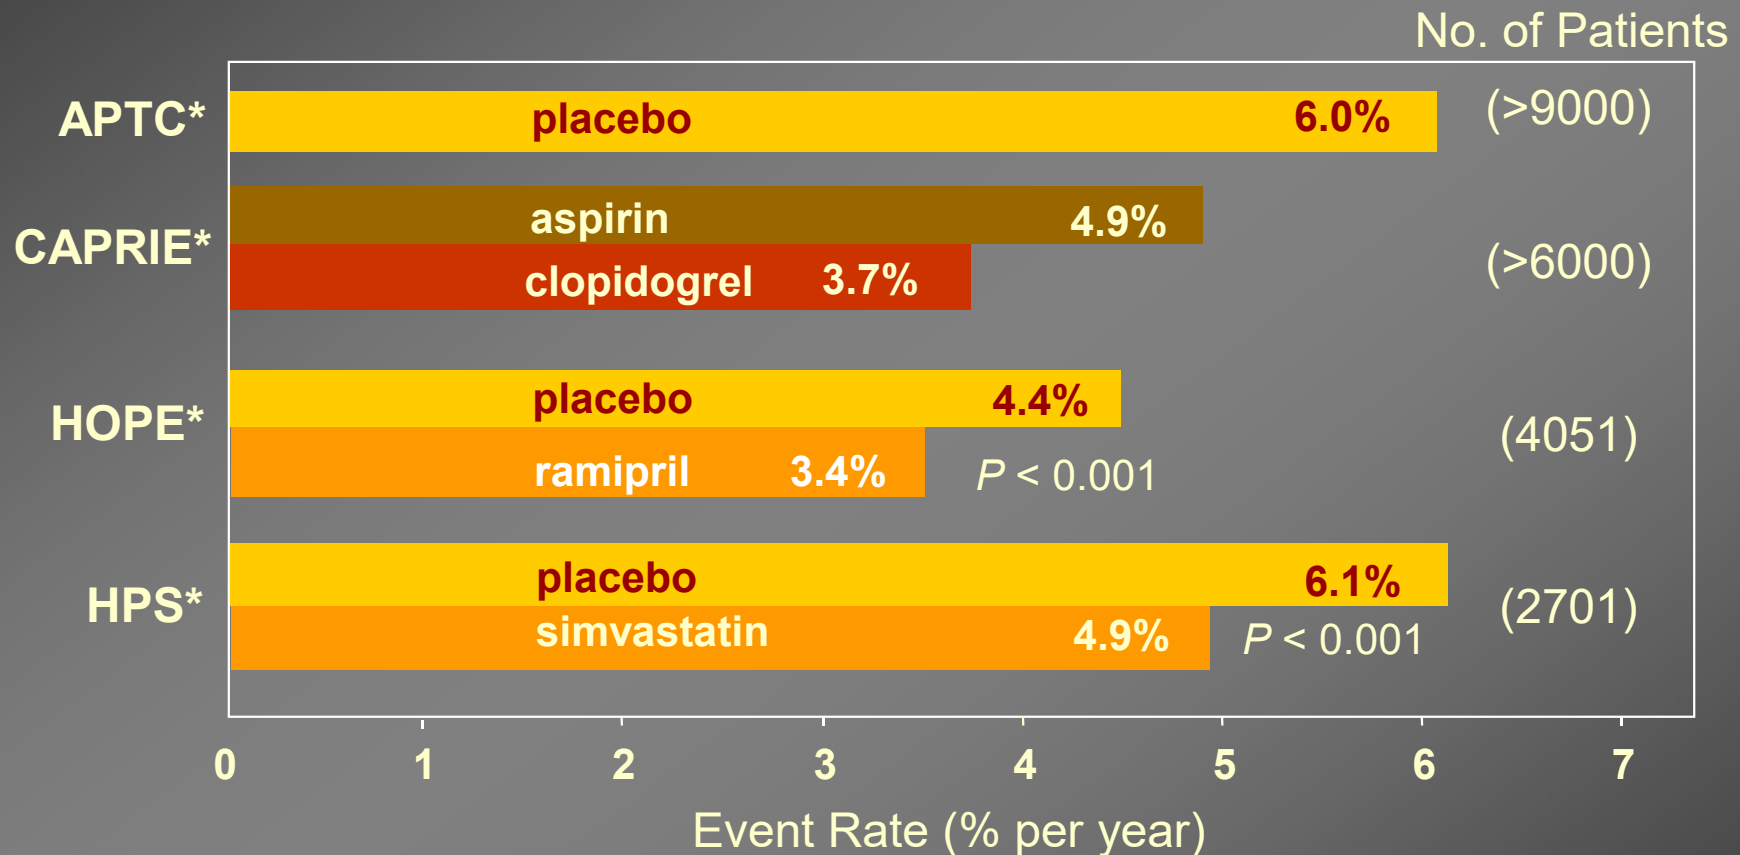 No. of Patients
APTC*
placebo 6.0%
(>9000)
CAPRIE*
aspirin 4.9%
clopidogrel 3.7%
(>6000)
HOPE*
placebo 4.4%
ramipril 3.4% P < 0.001
(4051)
HPS*
placebo 6.1%
simvastatin 4.9% P < 0.001
(2701)
0 1 2 3 4 5 6 7
Event Rate (% per year)